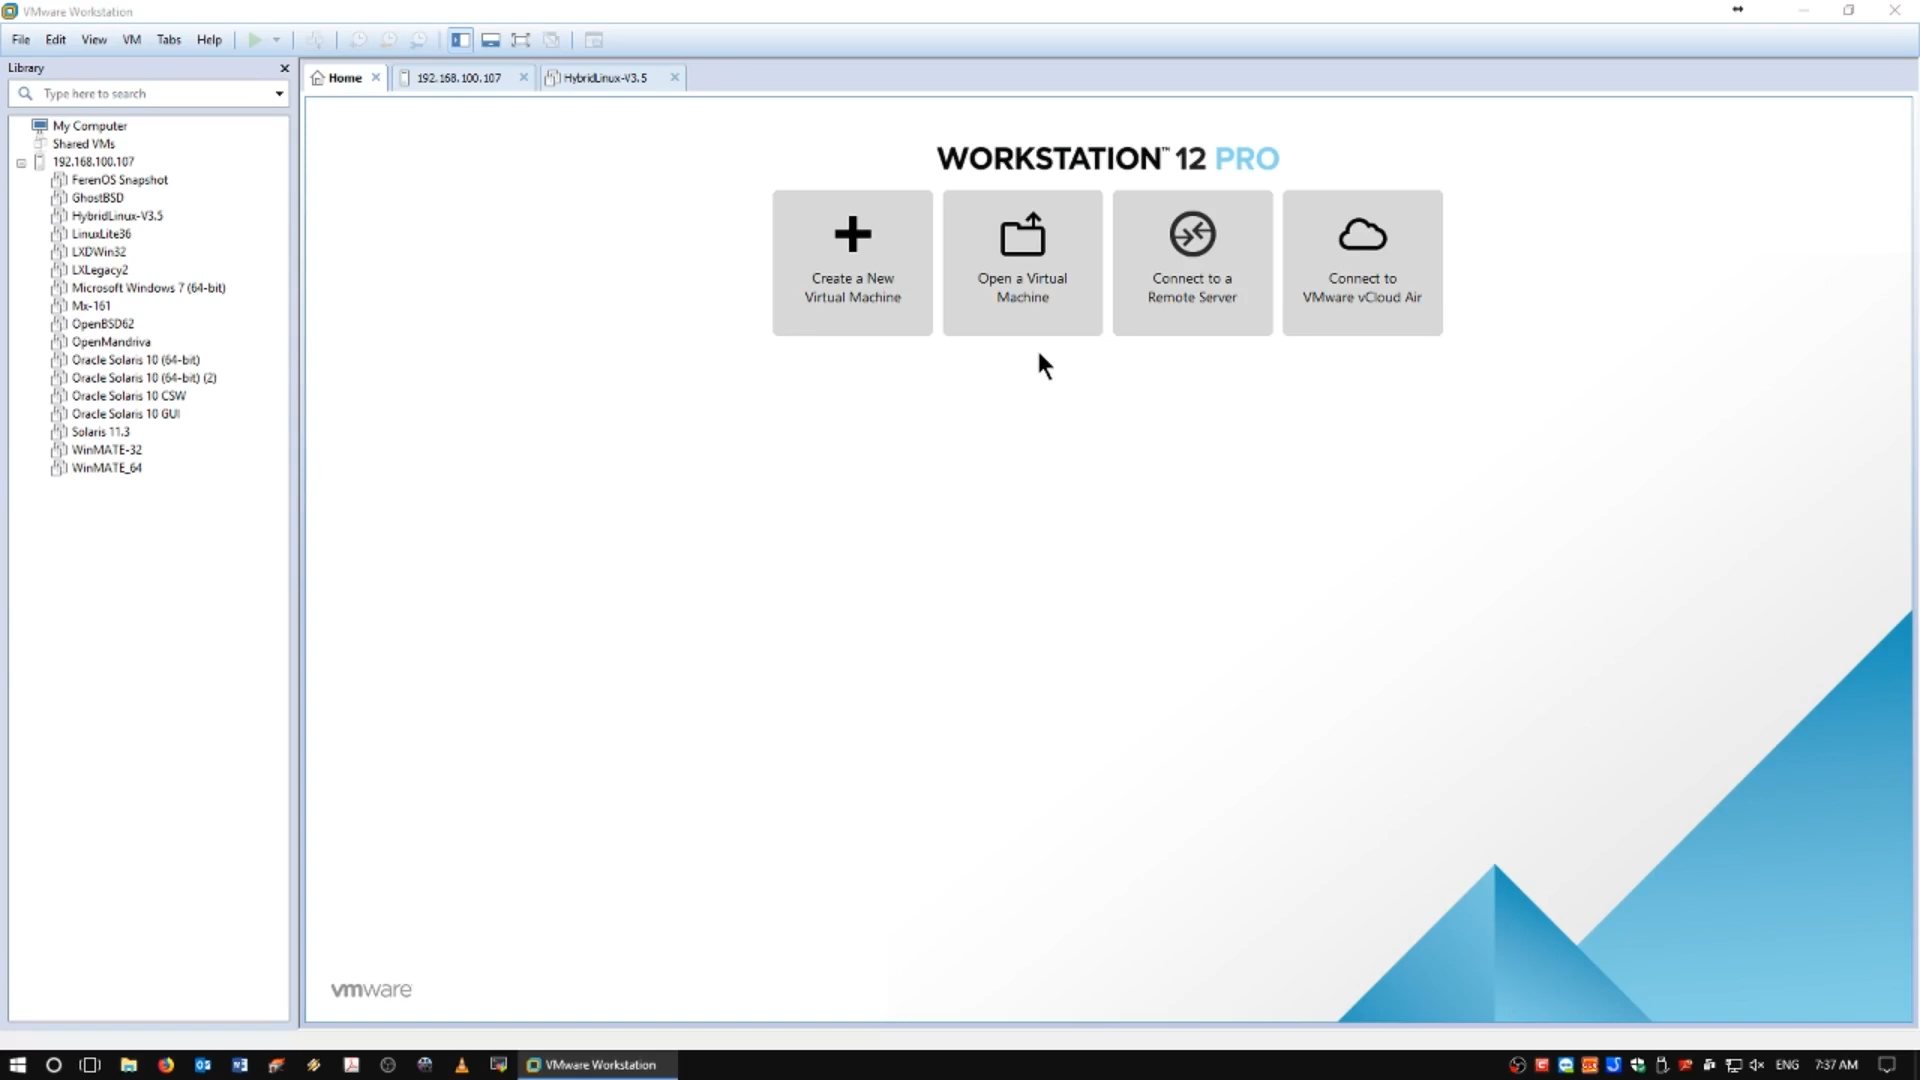 VMware Workstation
File Edit View VM Tabs Help
Library
Type here to search
Home
192.168.100.107
HybridLinux-V3.5
My Computer
Shared VMs
192.168.100.107
FerenOS Snapshot
GhostBSD
HybridLinux-V3.5
LinuxLite36
LXDWin32
LXLegacy2
Microsoft Windows 7 (64-bit)
Mx-161
OpenBSD62
OpenMandriva
Oracle Solaris 10 (64-bit)
Oracle Solaris 10 (64-bit) (2)
Oracle Solaris 10 CSW
Oracle Solaris 10 GUI
Solaris 11.3
WinMATE-32
WinMATE_64
WORKSTATION™ 12 PRO
Create a New
Virtual Machine
Open a Virtual
Machine
Connect to a
Remote Server
Connect to
VMware vCloud Air
vmware
VMware Workstation
ENG
7:37 AM